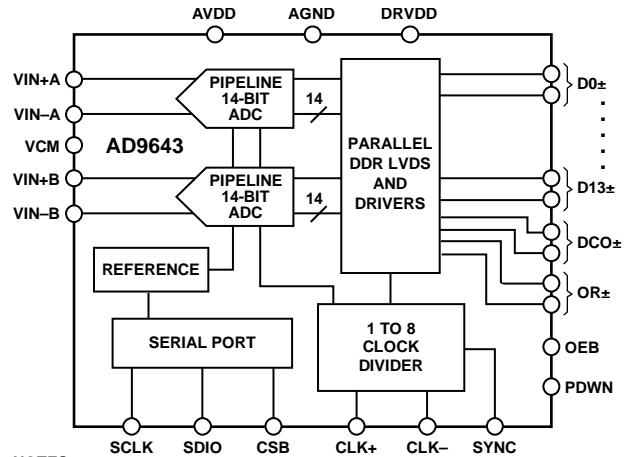 AVDD AGND DRVDD
VIN+A
VIN–A
VCM
VIN+B
VIN–B
AD9643
PIPELINE
14-BIT
ADC
14
PIPELINE
14-BIT
ADC
14
PARALLEL
DDR LVDS
AND
DRIVERS
D0±
D13±
DCO±
OR±
OEB
PDWN
REFERENCE
SERIAL PORT
1 TO 8
CLOCK
DIVIDER
SCLK SDIO CSB CLK+ CLK– SYNC